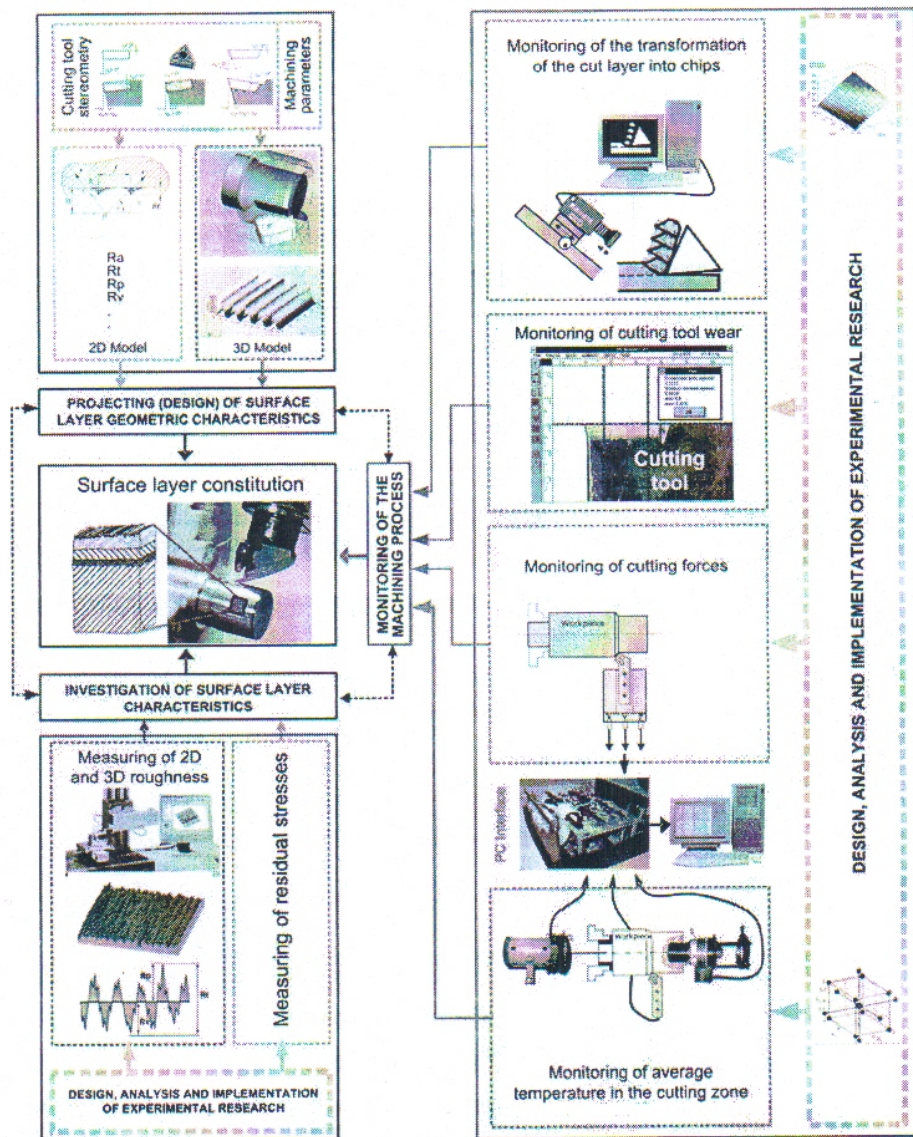 Cutting tool
stereometry
Machining
parameters
Ra
Rt
Rp
Rv
.
.
2D Model
3D Model
PROJECTING (DESIGN) OF SURFACE
LAYER GEOMETRIC CHARACTERISTICS
Surface layer constitution
INVESTIGATION OF SURFACE LAYER
CHARACTERISTICS
Measuring of 2D
and 3D roughness
Rp
Rt
Rv
Measuring of residual stresses
DESIGN, ANALYSIS AND IMPLEMENTATION
OF EXPERIMENTAL RESEARCH
MONITORING OF THE
MACHINING PROCESS
Monitoring of the transformation
of the cut layer into chips
Monitoring of cutting tool wear
Cutting
tool
Monitoring of cutting forces
Workpiece
PC Interface
Workpiece
Monitoring of average
temperature in the cutting zone
DESIGN, ANALYSIS AND IMPLEMENTATION OF EXPERIMENTAL RESEARCH